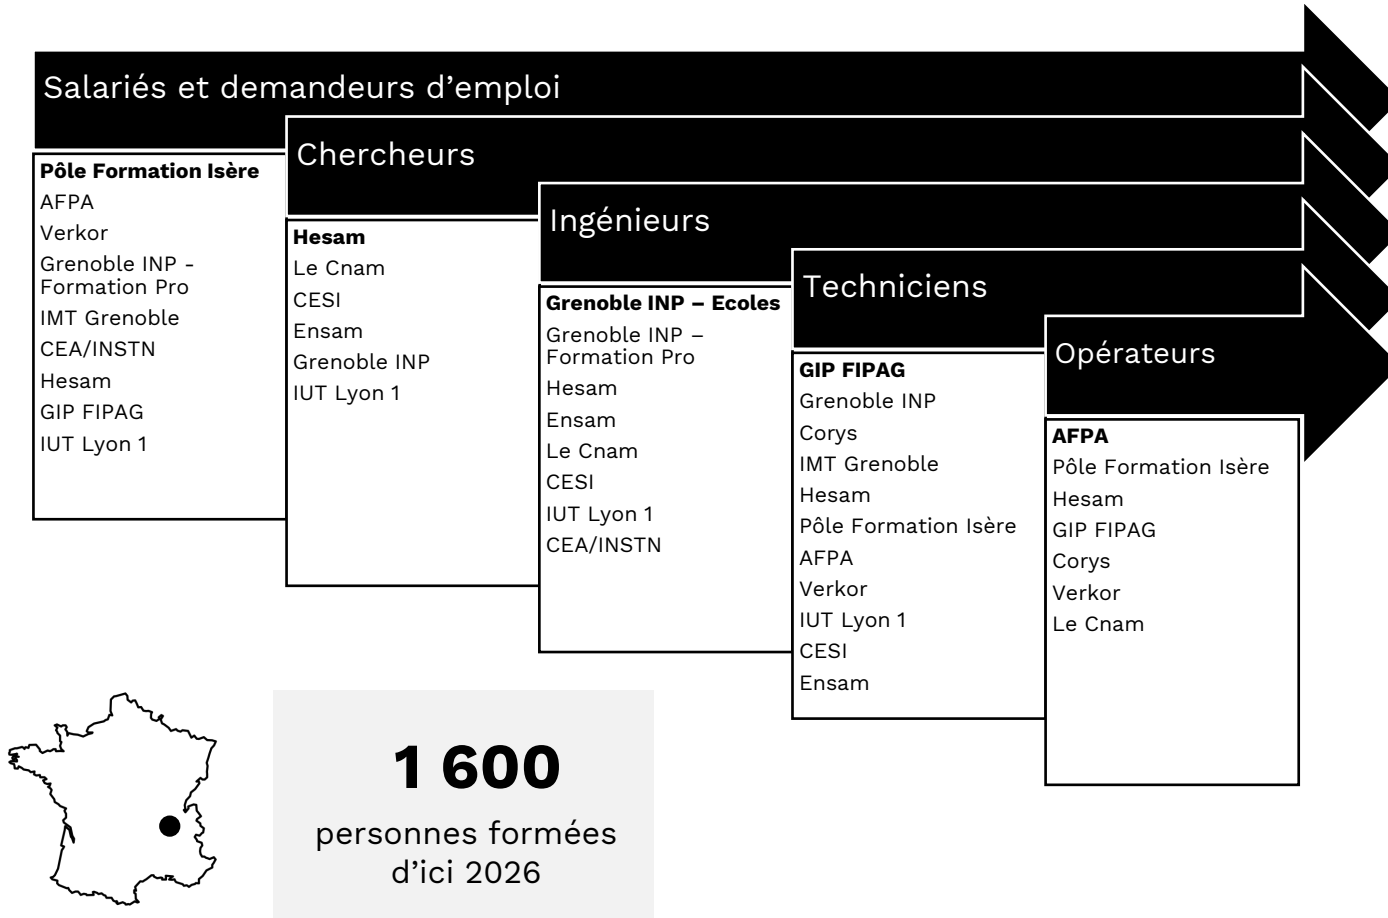 Salariés et demandeurs d’emploi
Pôle Formation Isère
AFPA
Verkor
Grenoble INP -
Formation Pro
IMT Grenoble
CEA/INSTN
Hesam
GIP FIPAG
IUT Lyon 1
Chercheurs
Hesam
Le Cnam
CESI
Ensam
Grenoble INP
IUT Lyon 1
Ingénieurs
Grenoble INP – Ecoles
Grenoble INP –
Formation Pro
Hesam
Ensam
Le Cnam
CESI
IUT Lyon 1
CEA/INSTN
Techniciens
GIP FIPAG
Grenoble INP
Corys
IMT Grenoble
Hesam
Pôle Formation Isère
AFPA
Verkor
IUT Lyon 1
CESI
Ensam
Opérateurs
AFPA
Pôle Formation Isère
Hesam
GIP FIPAG
Corys
Verkor
Le Cnam
1 600
personnes formées
d’ici 2026